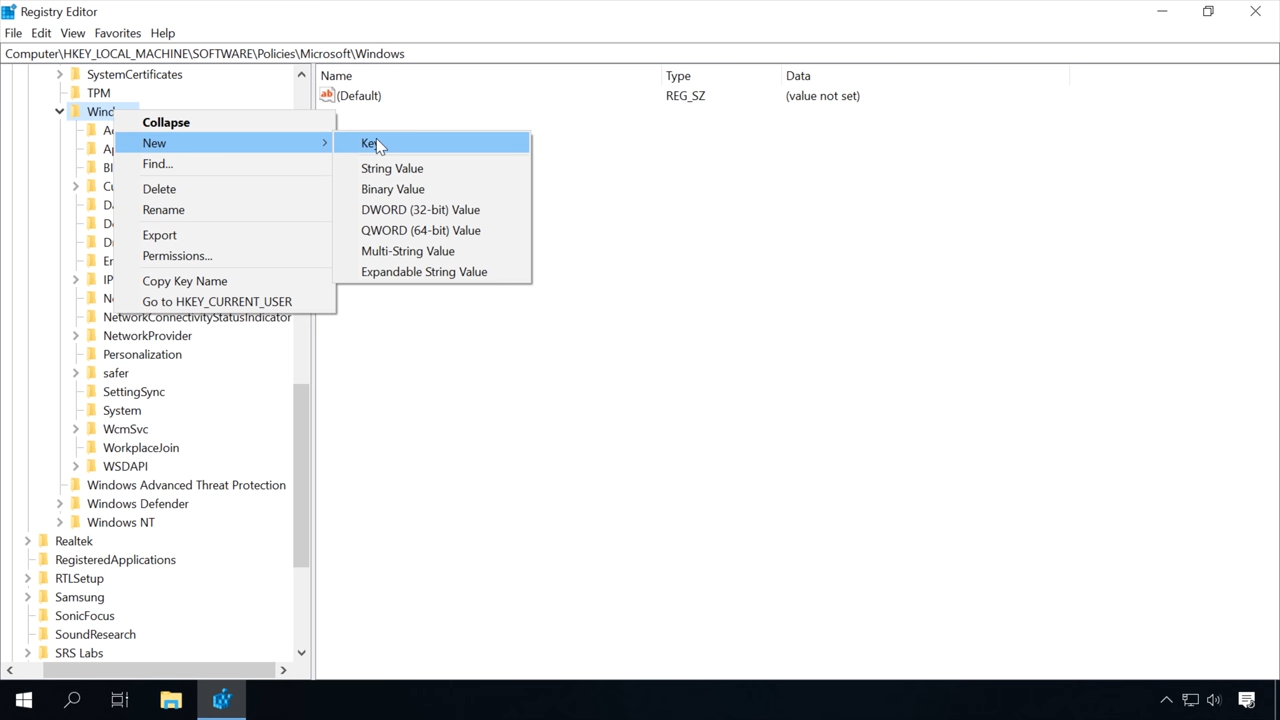 Registry Editor
File Edit View Favorites Help
Computer\HKEY_LOCAL_MACHINE\SOFTWARE\Policies\Microsoft\Windows
SystemCertificates
TPM
Collapse
New
Find...
Delete
Rename
Export
Permissions...
Copy Key Name
Go to HKEY_CURRENT_USER
Key
String Value
Binary Value
DWORD (32-bit) Value
QWORD (64-bit) Value
Multi-String Value
Expandable String Value
NetworkConnectivityStatusIndicator
NetworkProvider
Personalization
safer
SettingSync
System
WcmSvc
WorkplaceJoin
WSDAPI
Windows Advanced Threat Protection
Windows Defender
Windows NT
Realtek
RegisteredApplications
RTLSetup
Samsung
SonicFocus
SoundResearch
SRS Labs
Name Type Data
ab (Default) REG_SZ (value not set)